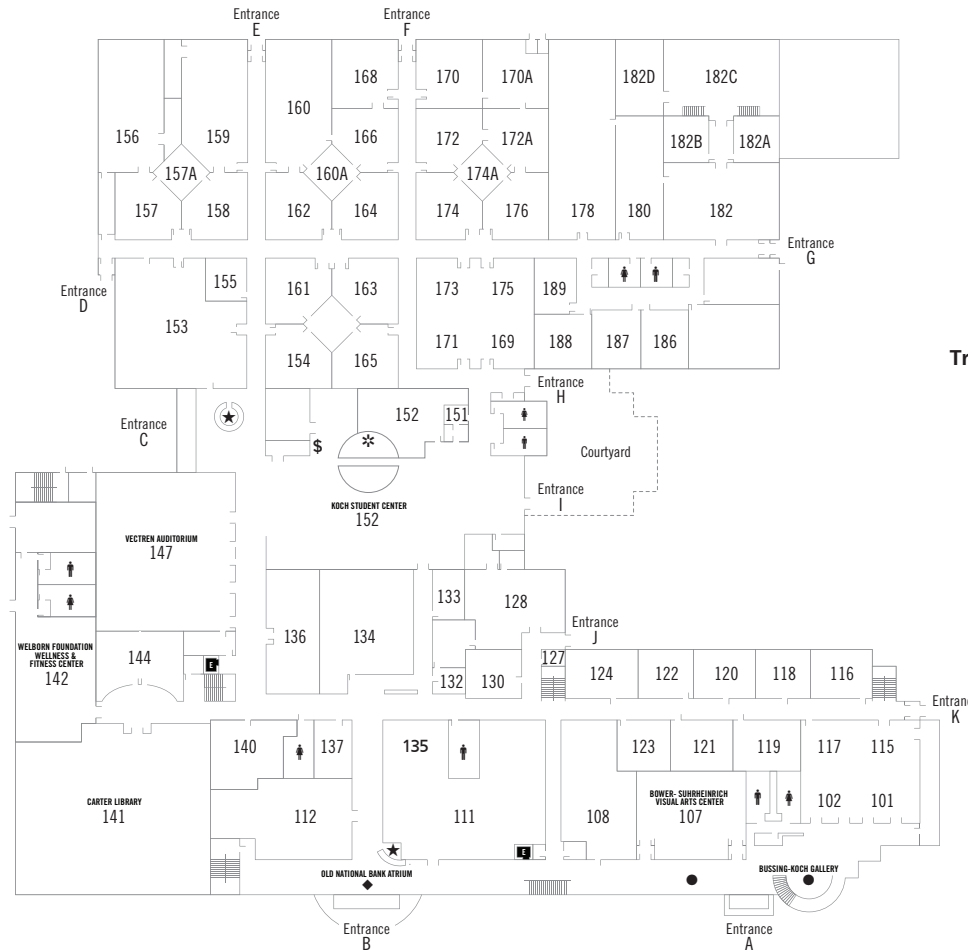 Entrance
E
Entrance
F
168
170
170A
182D
182C
160
156
159
166
172
172A
182B
182A
157A
160A
174A
157
158
162
164
174
176
178
180
182
Entrance
G
155
161
163
173
175
189
Entrance
D
153
154
165
171
169
188
187
186
Tr
Entrance
H
152
151
Entrance
C
$
Courtyard
Entrance
I
KOCH STUDENT CENTER
152
VECTREN AUDITORIUM
147
133
128
136
134
Entrance
J
WELBORN FOUNDATION
WELLNESS &
FITNESS CENTER
142
144
E
132
130
127
124
122
120
118
116
Entrance
K
140
137
135
123
121
119
117
115
CARTER LIBRARY
141
112
111
108
BOWER- SUHRHEINRICH
VISUAL ARTS CENTER
107
102
101
E
OLD NATIONAL BANK ATRIUM
BUSSING-KOCH GALLERY
Entrance
B
Entrance
A